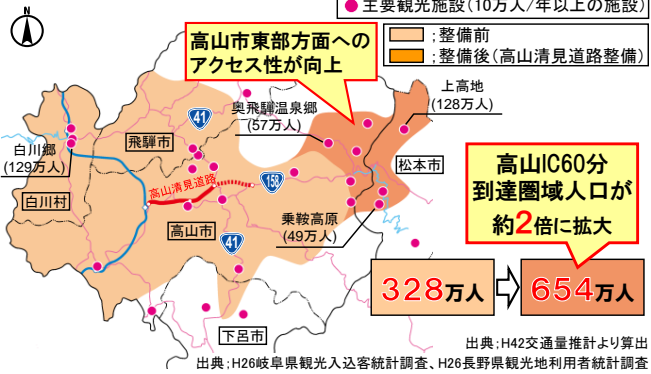 N
主要観光施設(10万人/年以上の施設)
;整備前
;整備後(高山清見道路整備)
高山市東部方面への
アクセス性が向上
上高地
(128万人)
奥飛騨温泉郷
(57万人)
41
飛騨市
白川郷
(129万人)
松本市
高山清見道路
158
白川村
高山IC60分
到達圏域人口が
約2倍に拡大
乗鞍高原
(49万人)
高山市
41
328万人
654万人
下呂市
出典;H42交通量推計より算出
出典;H26岐阜県観光入込客統計調査、H26長野県観光地利用者統計調査